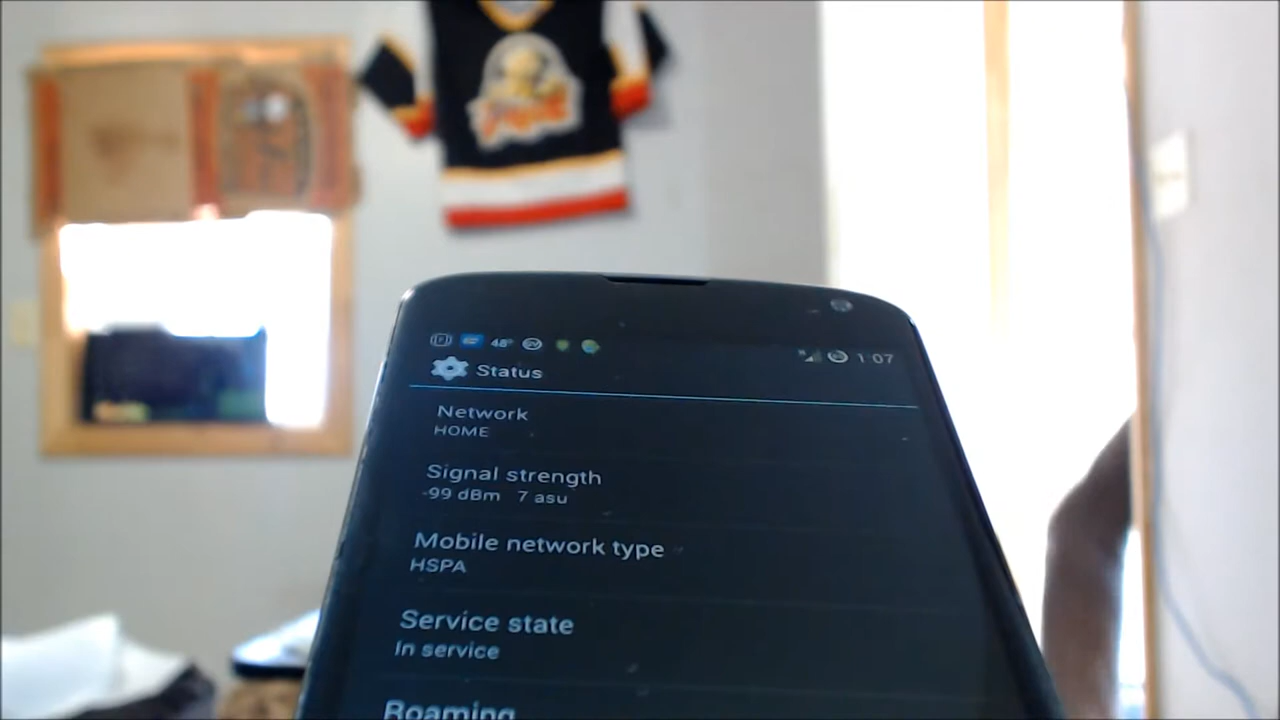 48°
1:07
Status
Network
HOME
Signal strength
-99 dBm 7 asu
Mobile network type
HSPA
Service state
In service
Roaming